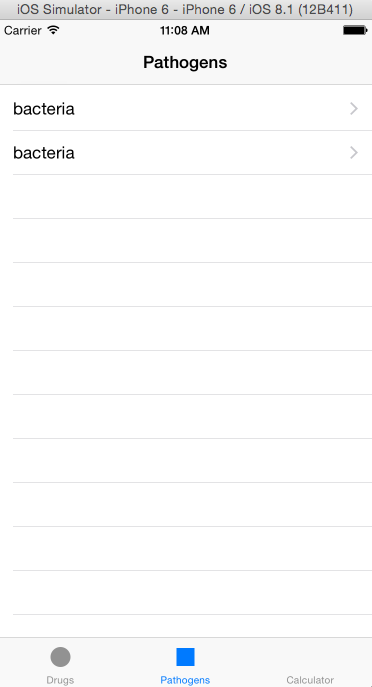 iOS Simulator - iPhone 6 - iPhone 6 / iOS 8.1 (12B411)
Carrier 11:08 AM
Pathogens
bacteria
bacteria
Drugs Pathogens Calculator